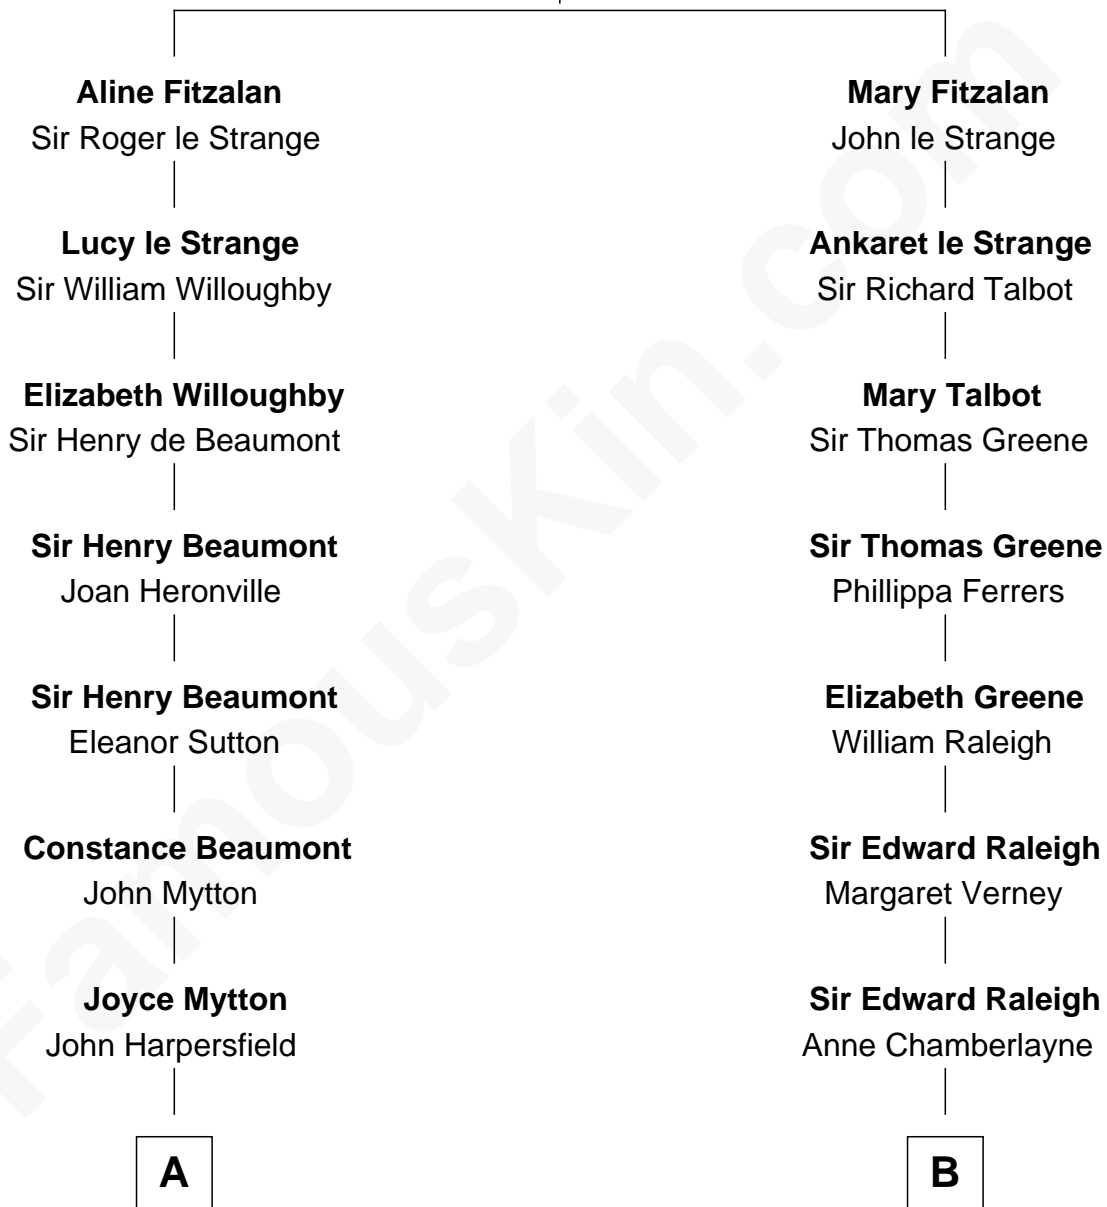 Aline Fitzalan
Sir Roger le Strange
Lucy le Strange
Sir William Willoughby
Elizabeth Willoughby
Sir Henry de Beaumont
Sir Henry Beaumont
Joan Heronville
Sir Henry Beaumont
Eleanor Sutton
Constance Beaumont
John Mytton
Joyce Mytton
John Harpersfield
A
Mary Fitzalan
John le Strange
Ankaret le Strange
Sir Richard Talbot
Mary Talbot
Sir Thomas Greene
Sir Thomas Greene
Phillippa Ferrers
Elizabeth Greene
William Raleigh
Sir Edward Raleigh
Margaret Verney
Sir Edward Raleigh
Anne Chamberlayne
B
FamousKin.com